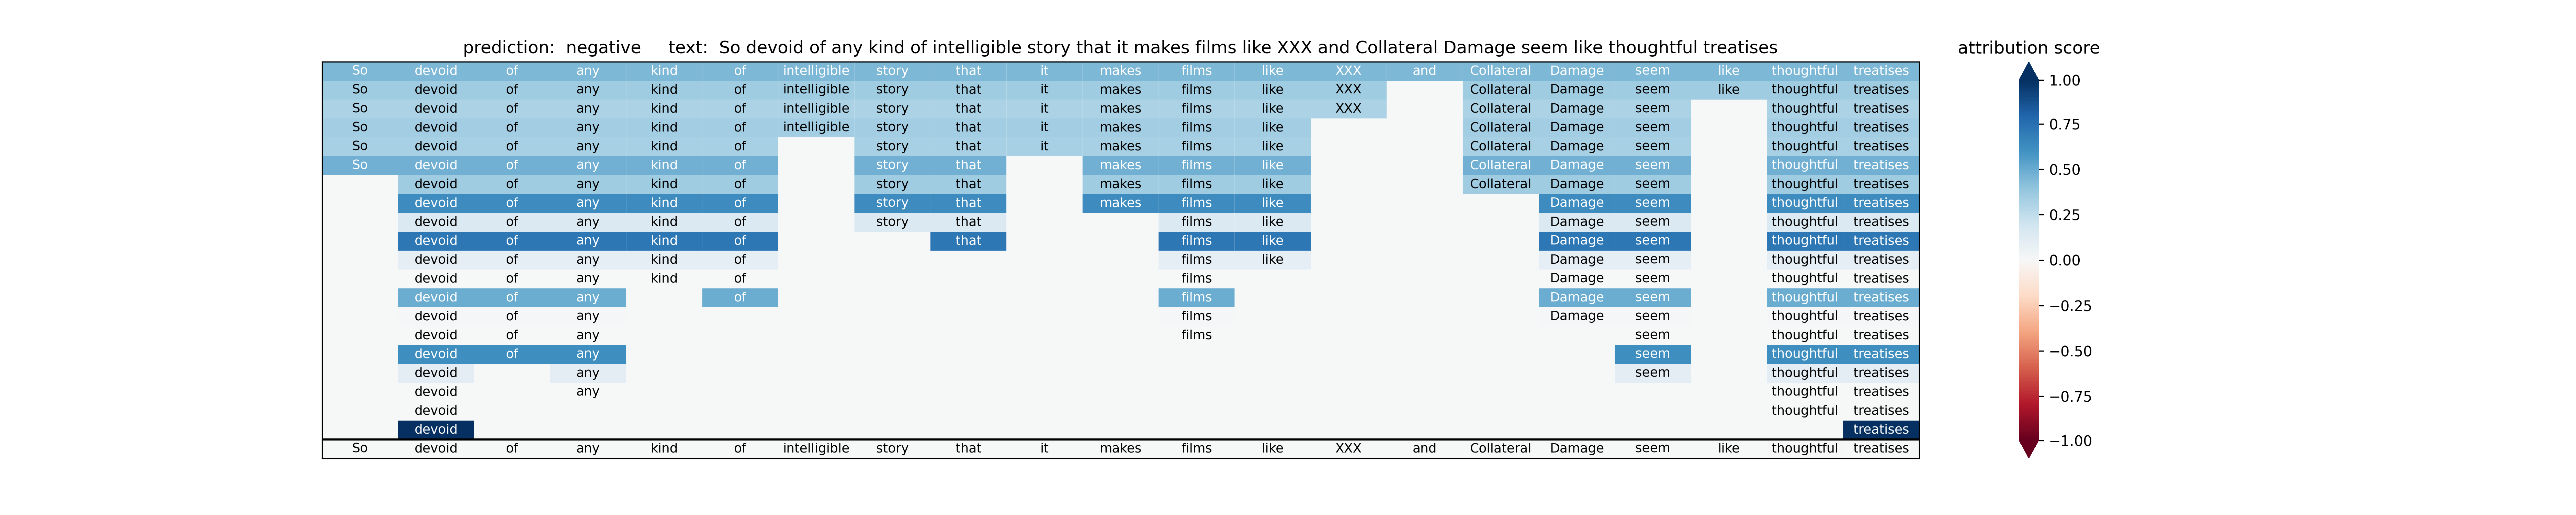 prediction: negative text: So devoid of any kind of intelligible story that it makes films like XXX and Collateral Damage seem like thoughtful treatises
attribution score
So devoid of any kind of intelligible story that it makes films like XXX and Collateral Damage seem like thoughtful treatises
So devoid of any kind of intelligible story that it makes films like XXX Collateral Damage seem like thoughtful treatises
So devoid of any kind of intelligible story that it makes films like XXX Collateral Damage seem thoughtful treatises
So devoid of any kind of intelligible story that it makes films like Collateral Damage seem thoughtful treatises
So devoid of any kind of story that it makes films like Collateral Damage seem thoughtful treatises
So devoid of any kind of story that makes films like Collateral Damage seem thoughtful treatises
devoid of any kind of story that makes films like Collateral Damage seem thoughtful treatises
devoid of any kind of story that makes films like Damage seem thoughtful treatises
devoid of any kind of story that films like Damage seem thoughtful treatises
devoid of any kind of that films like Damage seem thoughtful treatises
devoid of any kind of films like Damage seem thoughtful treatises
devoid of any kind of films Damage seem thoughtful treatises
devoid of any of films Damage seem thoughtful treatises
devoid of any films Damage seem thoughtful treatises
devoid of any films seem thoughtful treatises
devoid of any seem thoughtful treatises
devoid any seem thoughtful treatises
devoid any thoughtful treatises
devoid thoughtful treatises
devoid treatises
So devoid of any kind of intelligible story that it makes films like XXX and Collateral Damage seem like thoughtful treatises
1.00
0.75
0.50
0.25
0.00
−0.25
−0.50
−0.75
−1.00